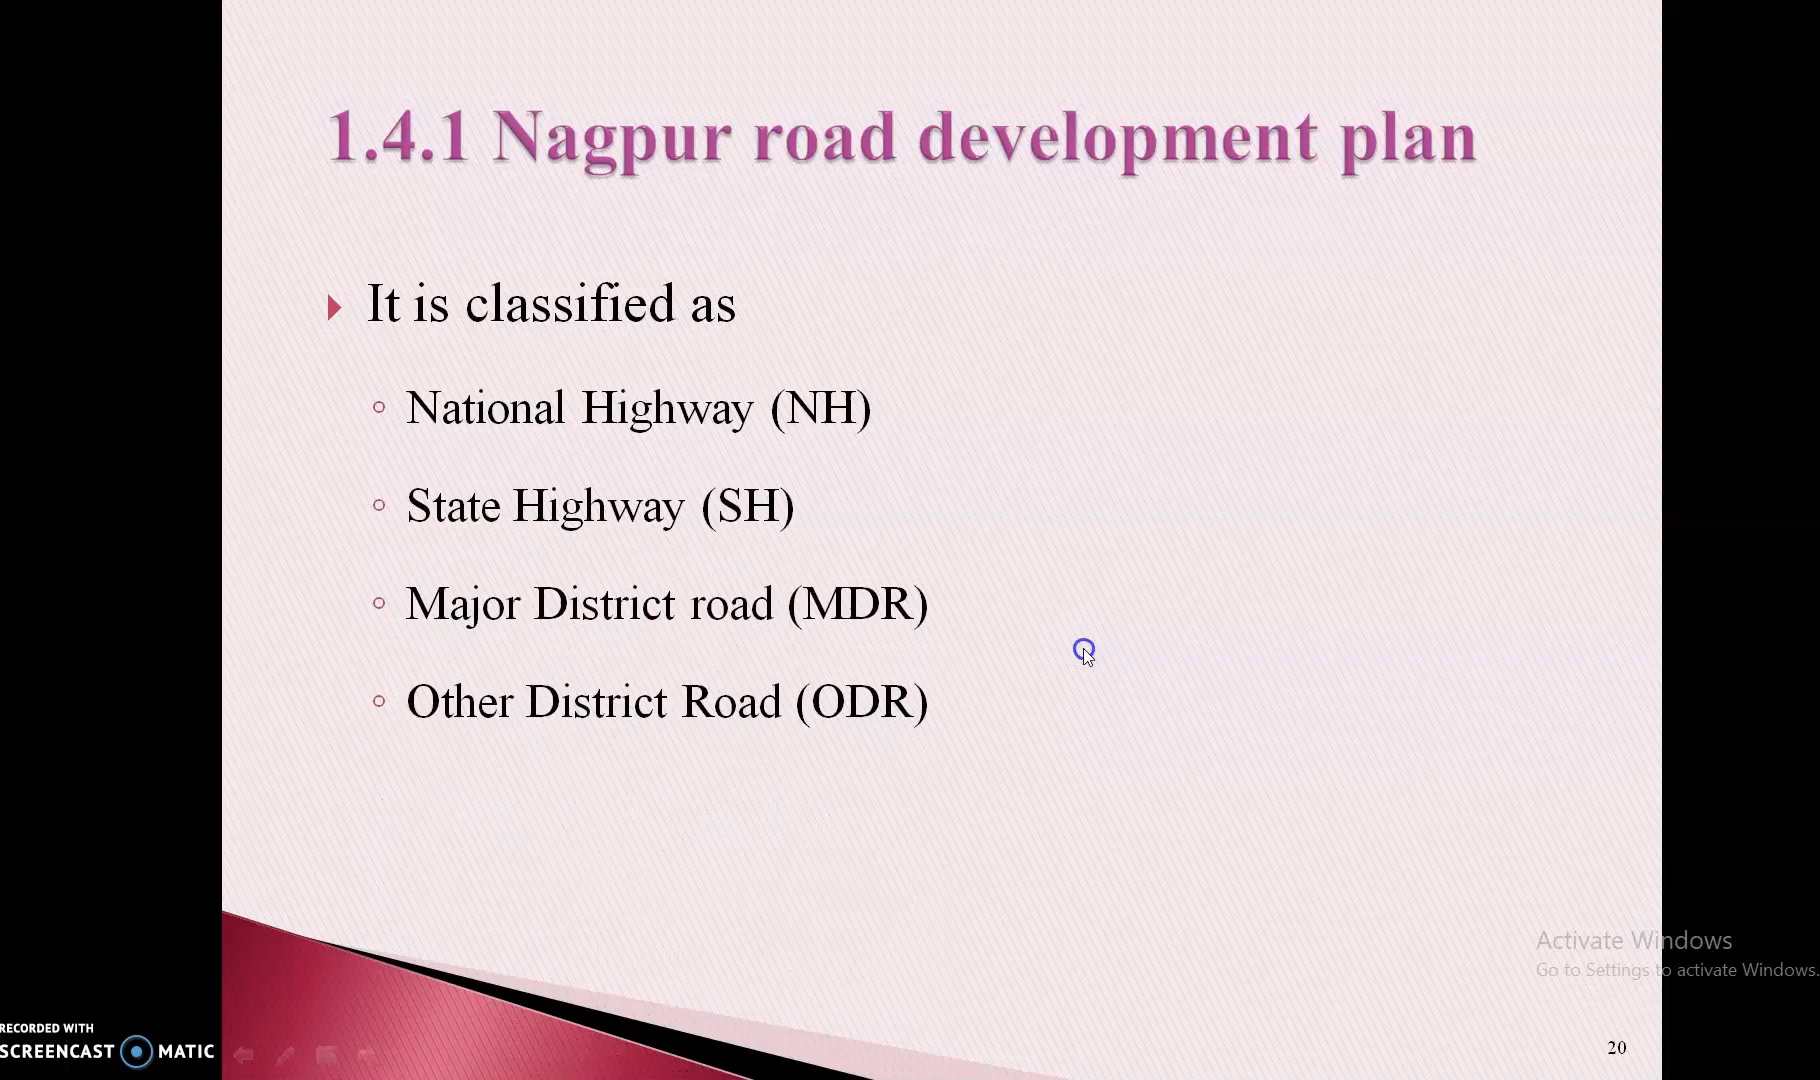 1.4.1 Nagpur road development plan
It is classified as
National Highway (NH)
State Highway (SH)
Major District road (MDR)
Other District Road (ODR)
Activate Windows
Go to Settings to activate Windows.
RECORDED WITH
SCREENCAST MATIC
20